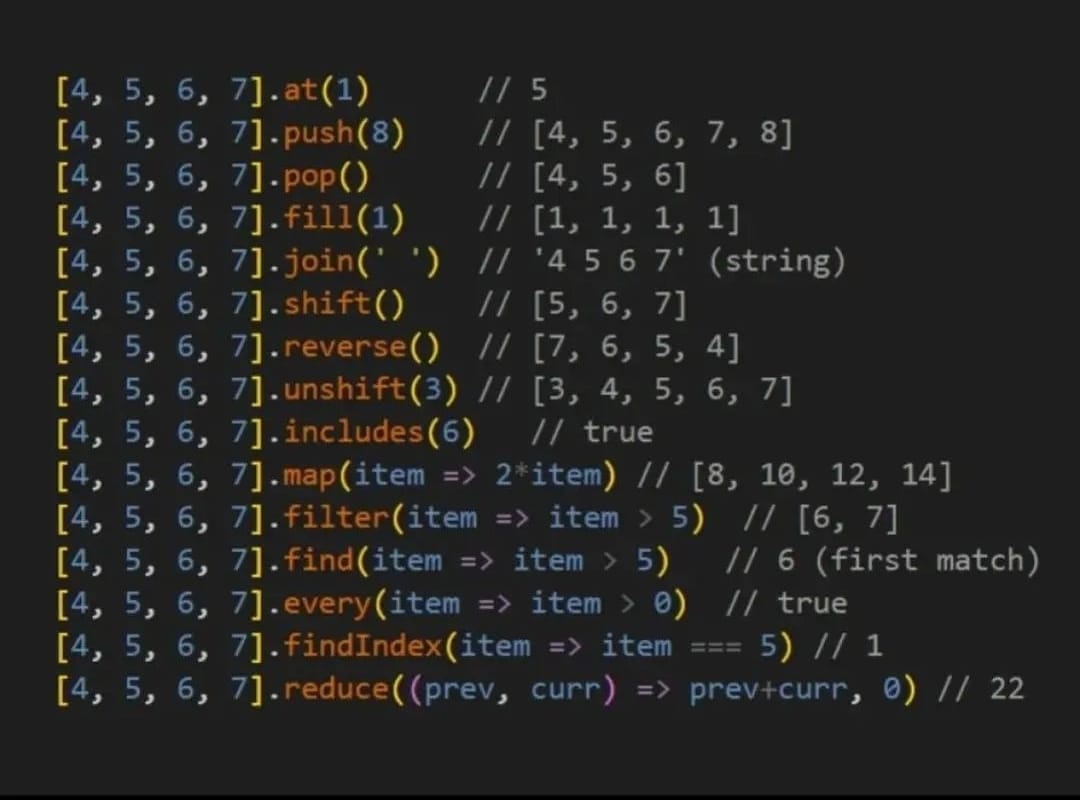 [4, 5, 6, 7].at(1) // 5
[4, 5, 6, 7].push(8) // [4, 5, 6, 7, 8]
[4, 5, 6, 7].pop() // [4, 5, 6]
[4, 5, 6, 7].fill(1) // [1, 1, 1, 1]
[4, 5, 6, 7].join(' ') // '4 5 6 7' (string)
[4, 5, 6, 7].shift() // [5, 6, 7]
[4, 5, 6, 7].reverse() // [7, 6, 5, 4]
[4, 5, 6, 7].unshift(3) // [3, 4, 5, 6, 7]
[4, 5, 6, 7].includes(6) // true
[4, 5, 6, 7].map(item => 2*item) // [8, 10, 12, 14]
[4, 5, 6, 7].filter(item => item > 5) // [6, 7]
[4, 5, 6, 7].find(item => item > 5) // 6 (first match)
[4, 5, 6, 7].every(item => item > 0) // true
[4, 5, 6, 7].findIndex(item => item === 5) // 1
[4, 5, 6, 7].reduce((prev, curr) => prev+curr, 0) // 22